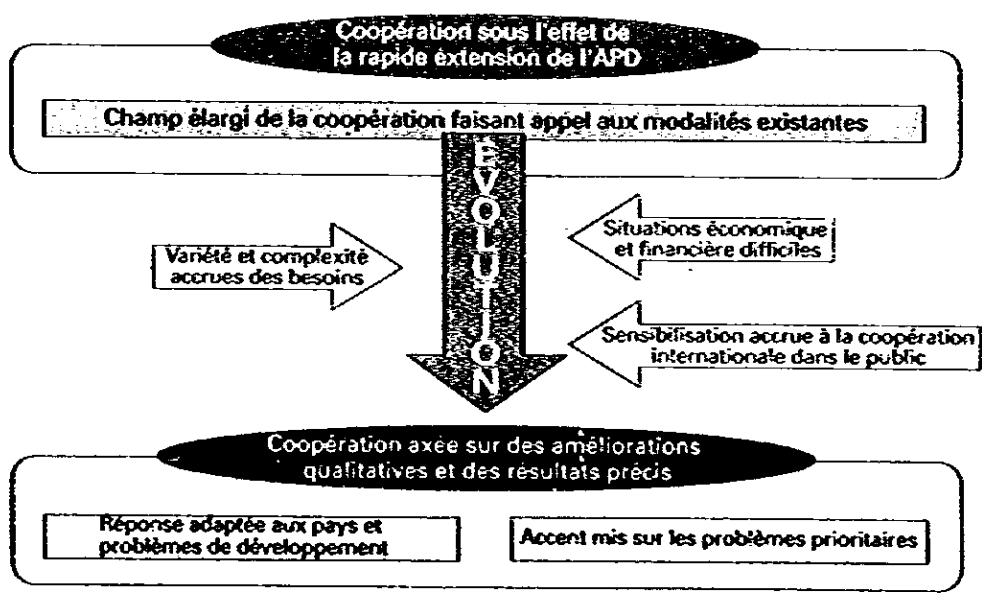 Coopération sous l'effet de
la rapide extension de l'APD
Champ élargi de la coopération faisant appel aux modalités existantes
EVOLUTION
Variété et complexité
accrues des besoins
Situations économique
et financière difficiles
Sensibilisation accrue à la coopération
internationale dans le public
Coopération axée sur des améliorations
qualitatives et des résultats précis
Réponse adaptée aux pays et
problèmes de développement
Accent mis sur les problèmes prioritaires